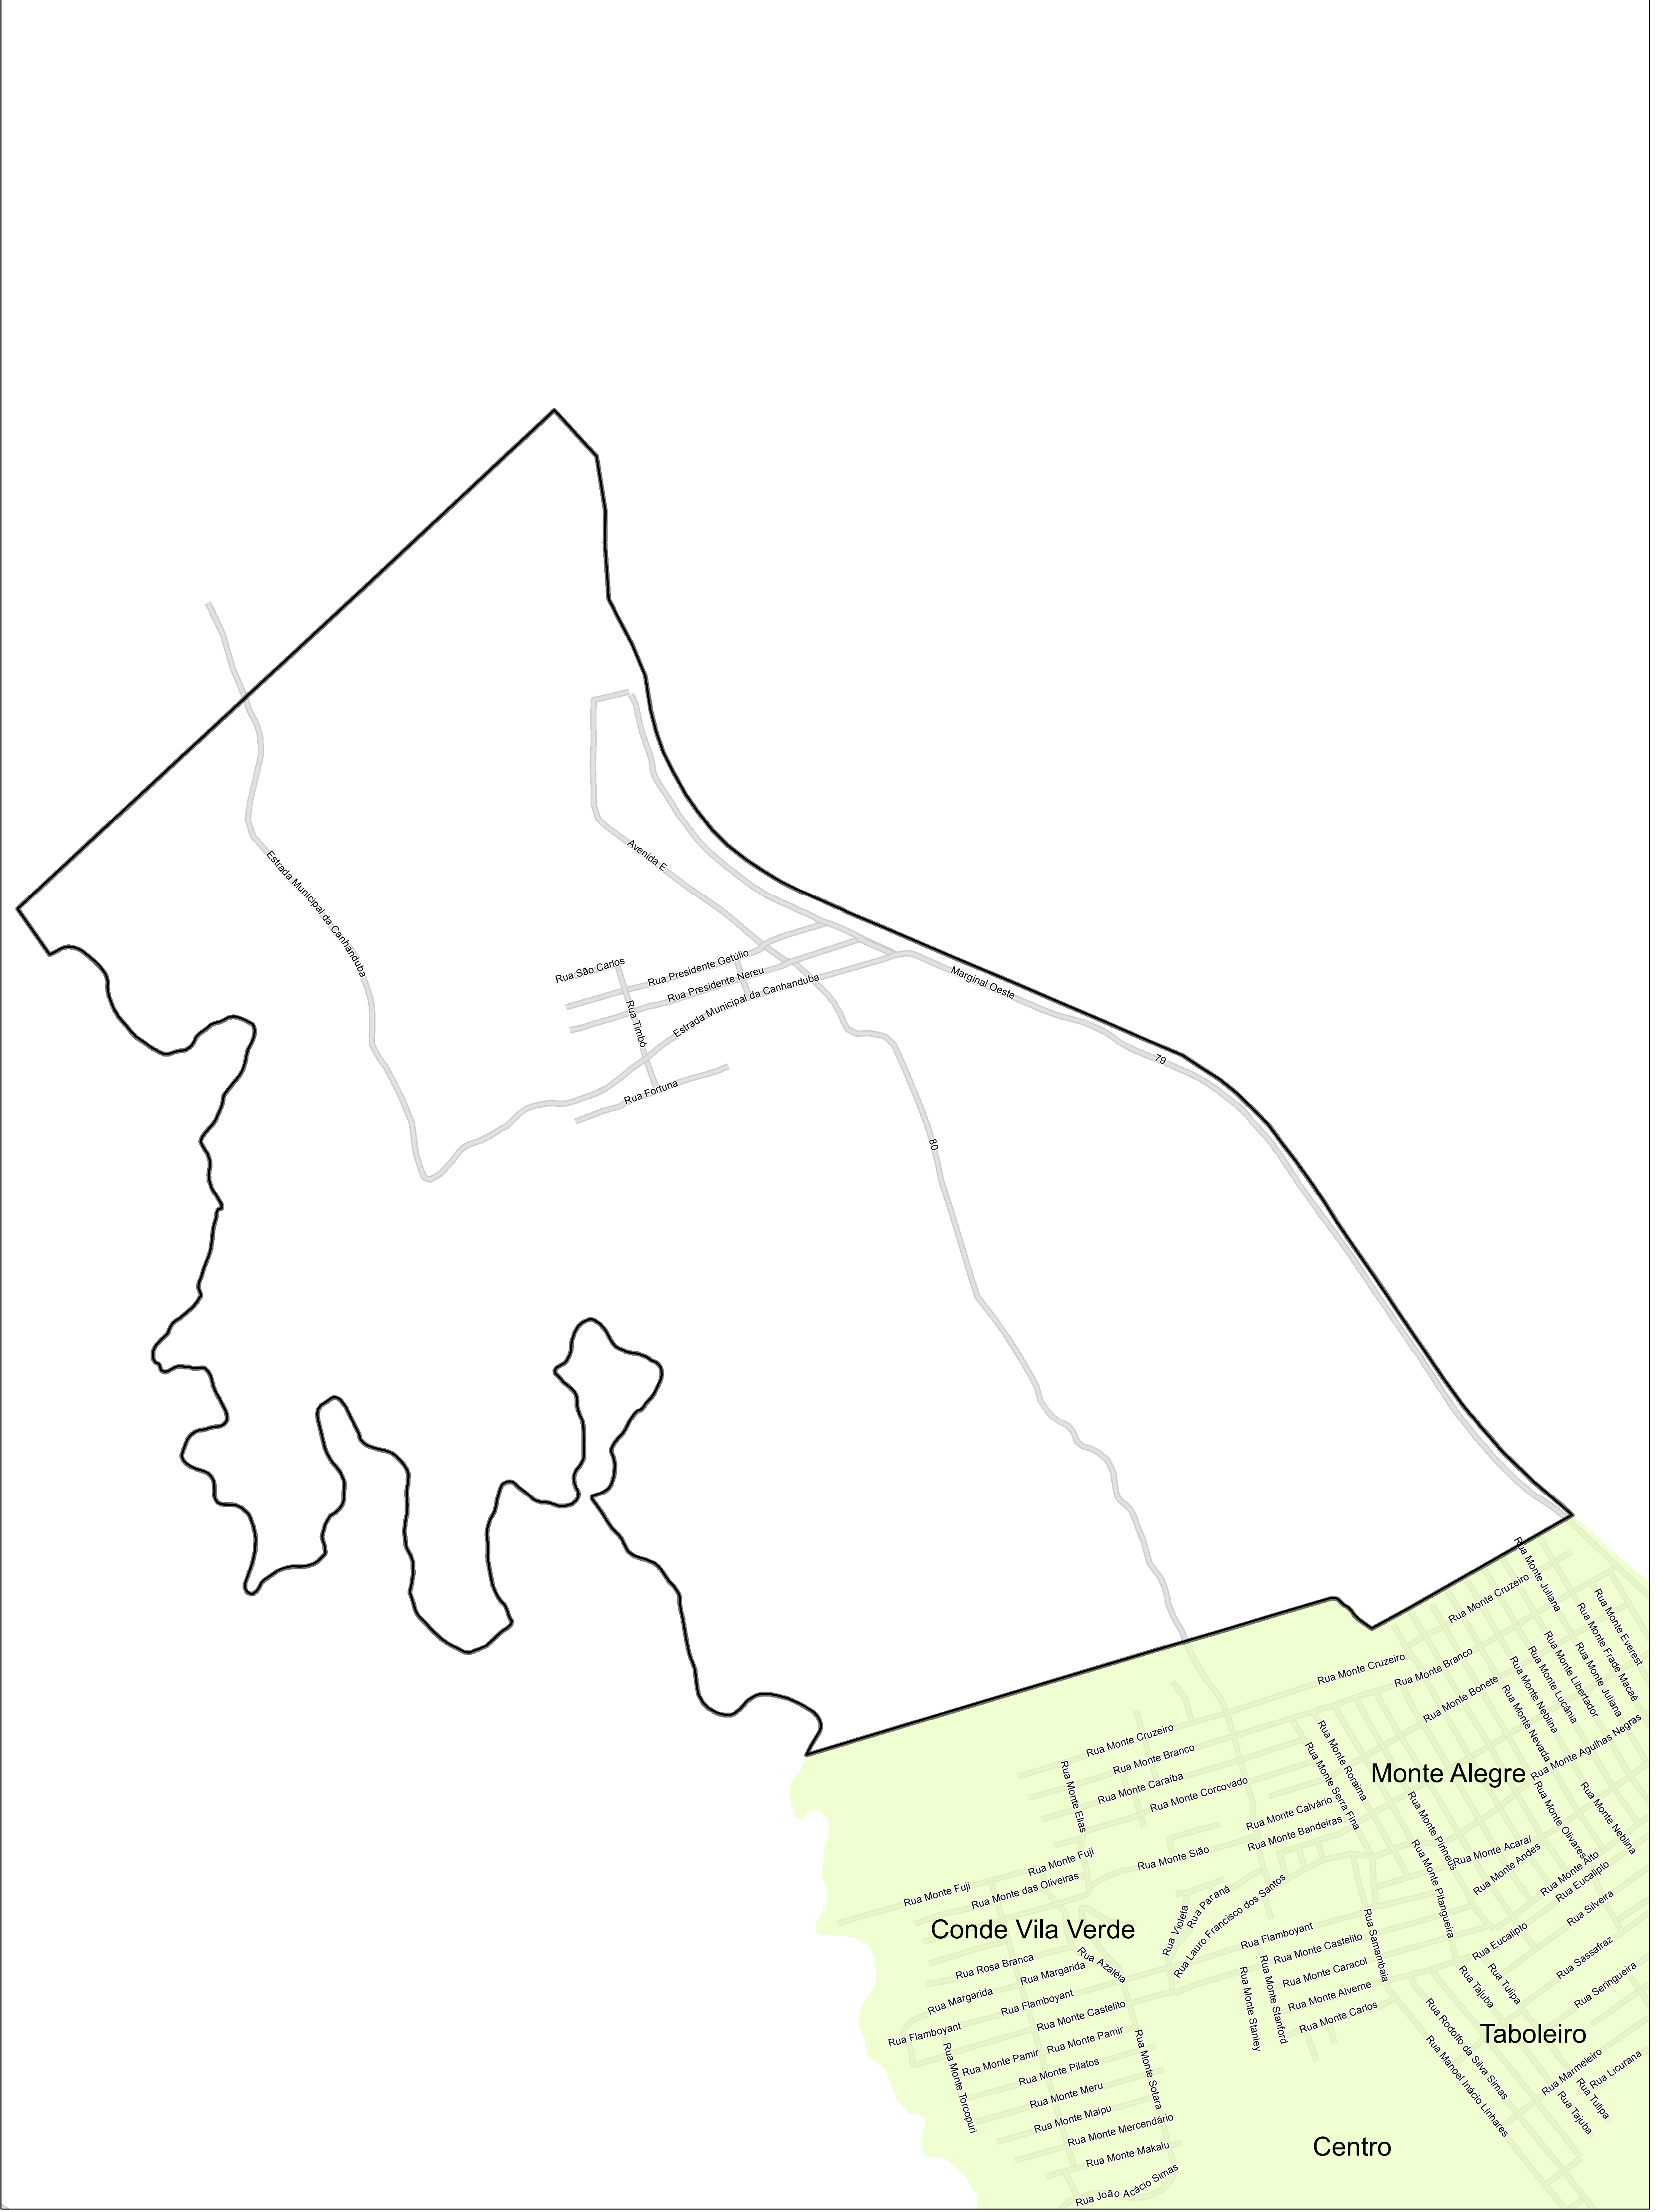 Estrada Municipal da Canhanduba
Avenida E
Rua São Carlos
Rua Presidente Getúlio
Rua Presidente Nereu
Estrada Municipal da Canhanduba
Rua Timbó
Rua Fortuna
Marginal Oeste
79
80
Rua Monte Juliana
Rua Monte Cruzeiro
Rua Monte Everest
Rua Monte Frade Macaé
Rua Monte Juliana
Rua Monte Libertador
Rua Monte Lucânia
Rua Monte Neblina
Rua Monte Nevada
Rua Monte Cruzeiro
Rua Monte Branco
Rua Monte Bonete
Rua Monte Agulhas Negras
Rua Monte Cruzeiro
Rua Monte Branco
Rua Monte Caraíba
Rua Monte Corcovado
Rua Monte Elias
Rua Monte Roraima
Rua Monte Serra Fina
Monte Alegre
Rua Monte Calvário
Rua Monte Bandeiras
Rua Monte Pirineus
Rua Monte Olivares
Rua Monte Neblina
Rua Monte Acaraí
Rua Monte Andes
Rua Monte Alto
Rua Eucalipto
Rua Monte Pitangueira
Rua Monte Fuji
Rua Monte Sião
Rua Monte Fuji
Rua Monte das Oliveiras
Conde Vila Verde
Rua Violeta
Rua Paraná
Rua Lauro Francisco dos Santos
Rua Silveira
Rua Eucalipto
Rua Flamboyant
Rua Monte Castelito
Rua Samambaia
Rua Sassafraz
Rua Rosa Branca
Rua Margarida
Rua Azaléia
Rua Monte Caracol
Rua Tulipa
Rua Tajuba
Rua Seringueira
Rua Margarida
Rua Flamboyant
Rua Monte Castelito
Rua Monte Stanley
Rua Monte Stanford
Rua Monte Alverne
Rua Monte Carlos
Rua Flamboyant
Rua Monte Pamir
Rua Monte Pamir
Rua Monte Torcopuri
Rua Monte Pilatos
Rua Monte Sotara
Rua Monte Meru
Rua Monte Maipu
Rua Monte Mercendário
Rua Monte Makalu
Rua João Acácio Simas
Taboleiro
Rua Rodolfo da Silva Simas
Rua Manoel Inácio Linhares
Rua Marmeleiro
Rua Licurana
Rua Tulipa
Rua Tajuba
Centro